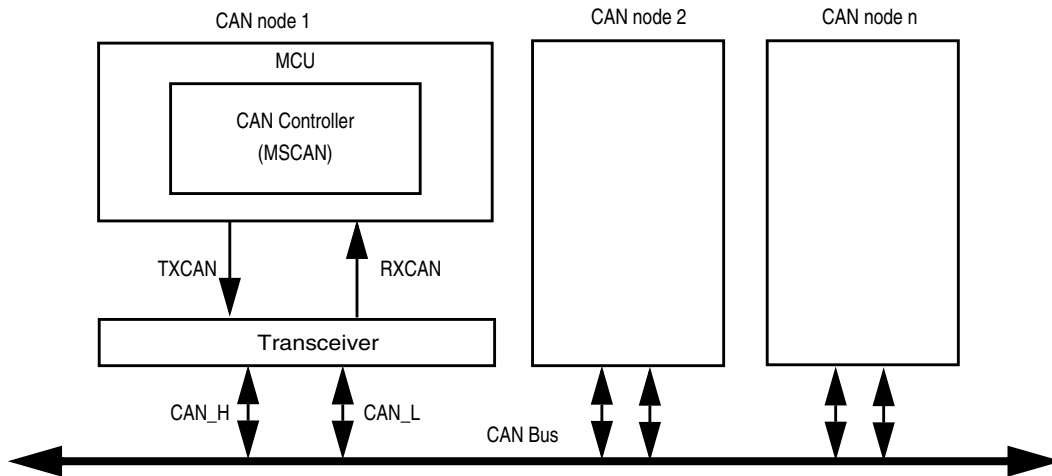 CAN node 1
CAN node 2
CAN node n
MCU
CAN Controller
(MSCAN)
TXCAN
RXCAN
Transceiver
CAN_H
CAN_L
CAN Bus